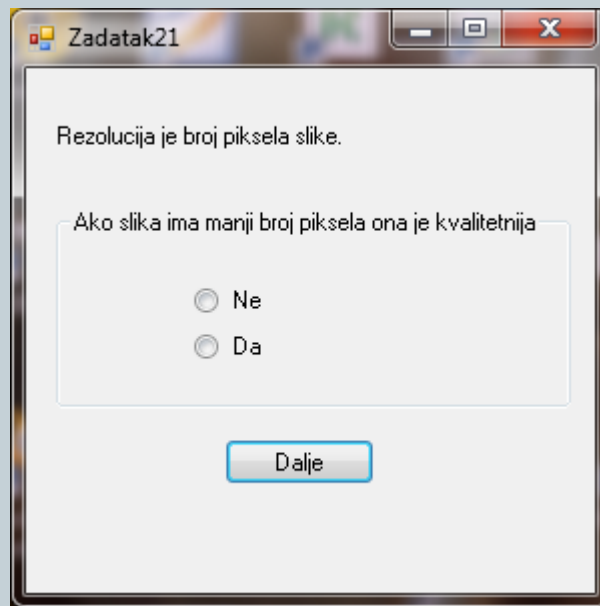 Zadatak21
Rezolucija je broj piksela slike.
Ako slika ima manji broj piksela ona je kvalitetnija
Ne
Da
Dalje